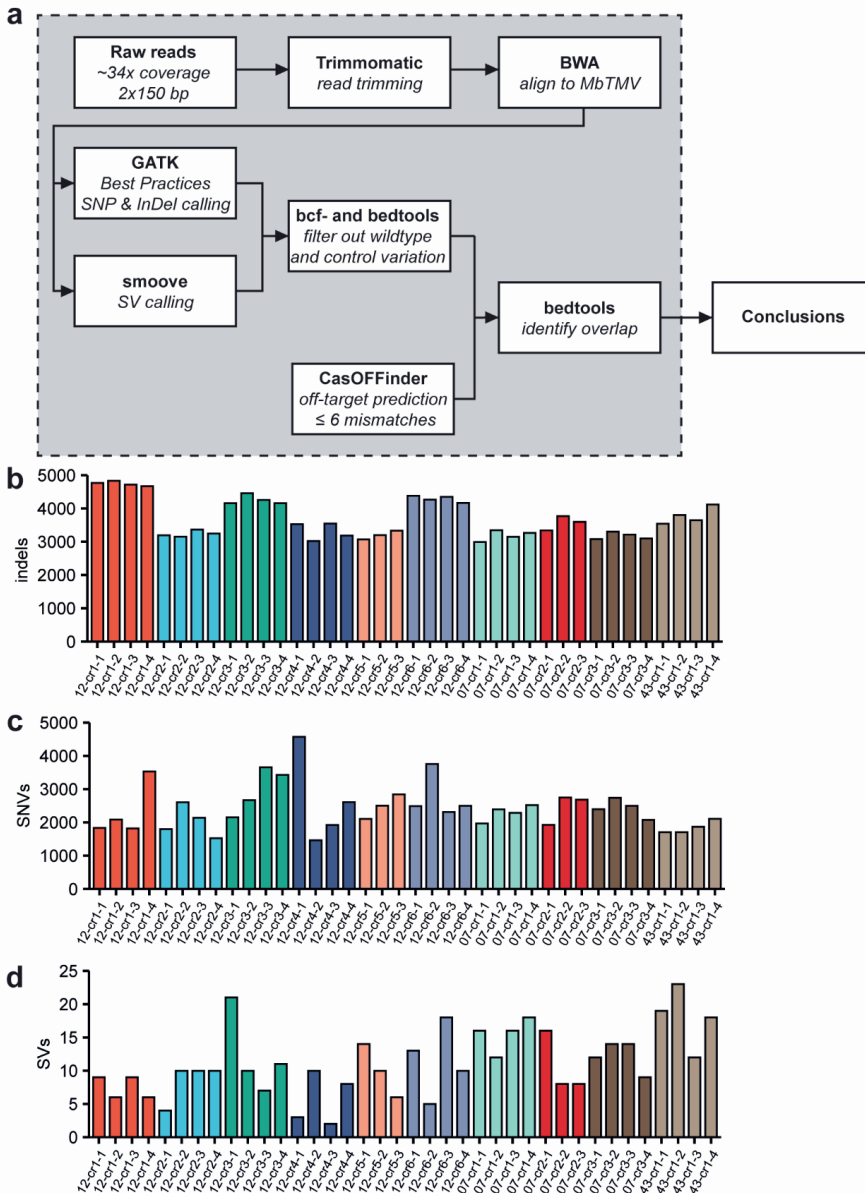 a
Raw reads
~34x coverage
2x150 bp
Trimmomatic
read trimming
BWA
align to MbTMV
GATK
Best Practices
SNP & InDel calling
smoove
SV calling
bcf- and bedtools
filter out wildtype
and control variation
CasOFFinder
off-target prediction
≤ 6 mismatches
bedtools
identify overlap
Conclusions
b
indels
5000
4000
3000
2000
1000
0
12-cr1-1
12-cr1-2
12-cr1-3
12-cr1-4
12-cr2-1
12-cr2-2
12-cr2-3
12-cr2-4
12-cr3-1
12-cr3-2
12-cr3-3
12-cr3-4
12-cr4-1
12-cr4-2
12-cr4-3
12-cr4-4
12-cr5-1
12-cr5-2
12-cr5-3
12-cr6-1
12-cr6-2
12-cr6-3
12-cr6-4
07-cr1-1
07-cr1-2
07-cr1-3
07-cr1-4
07-cr2-1
07-cr2-2
07-cr2-3
07-cr3-1
07-cr3-2
07-cr3-3
07-cr3-4
43-cr1-1
43-cr1-2
43-cr1-3
43-cr1-4
c
SNVs
5000
4000
3000
2000
1000
0
12-cr1-1
12-cr1-2
12-cr1-3
12-cr1-4
12-cr2-1
12-cr2-2
12-cr2-3
12-cr2-4
12-cr3-1
12-cr3-2
12-cr3-3
12-cr3-4
12-cr4-1
12-cr4-2
12-cr4-3
12-cr4-4
12-cr5-1
12-cr5-2
12-cr5-3
12-cr6-1
12-cr6-2
12-cr6-3
12-cr6-4
07-cr1-1
07-cr1-2
07-cr1-3
07-cr1-4
07-cr2-1
07-cr2-2
07-cr2-3
07-cr3-1
07-cr3-2
07-cr3-3
07-cr3-4
43-cr1-1
43-cr1-2
43-cr1-3
43-cr1-4
d
SVs
25
20
15
10
5
0
12-cr1-1
12-cr1-2
12-cr1-3
12-cr1-4
12-cr2-1
12-cr2-2
12-cr2-3
12-cr2-4
12-cr3-1
12-cr3-2
12-cr3-3
12-cr3-4
12-cr4-1
12-cr4-2
12-cr4-3
12-cr4-4
12-cr5-1
12-cr5-2
12-cr5-3
12-cr6-1
12-cr6-2
12-cr6-3
12-cr6-4
07-cr1-1
07-cr1-2
07-cr1-3
07-cr1-4
07-cr2-1
07-cr2-2
07-cr2-3
07-cr3-1
07-cr3-2
07-cr3-3
07-cr3-4
43-cr1-1
43-cr1-2
43-cr1-3
43-cr1-4